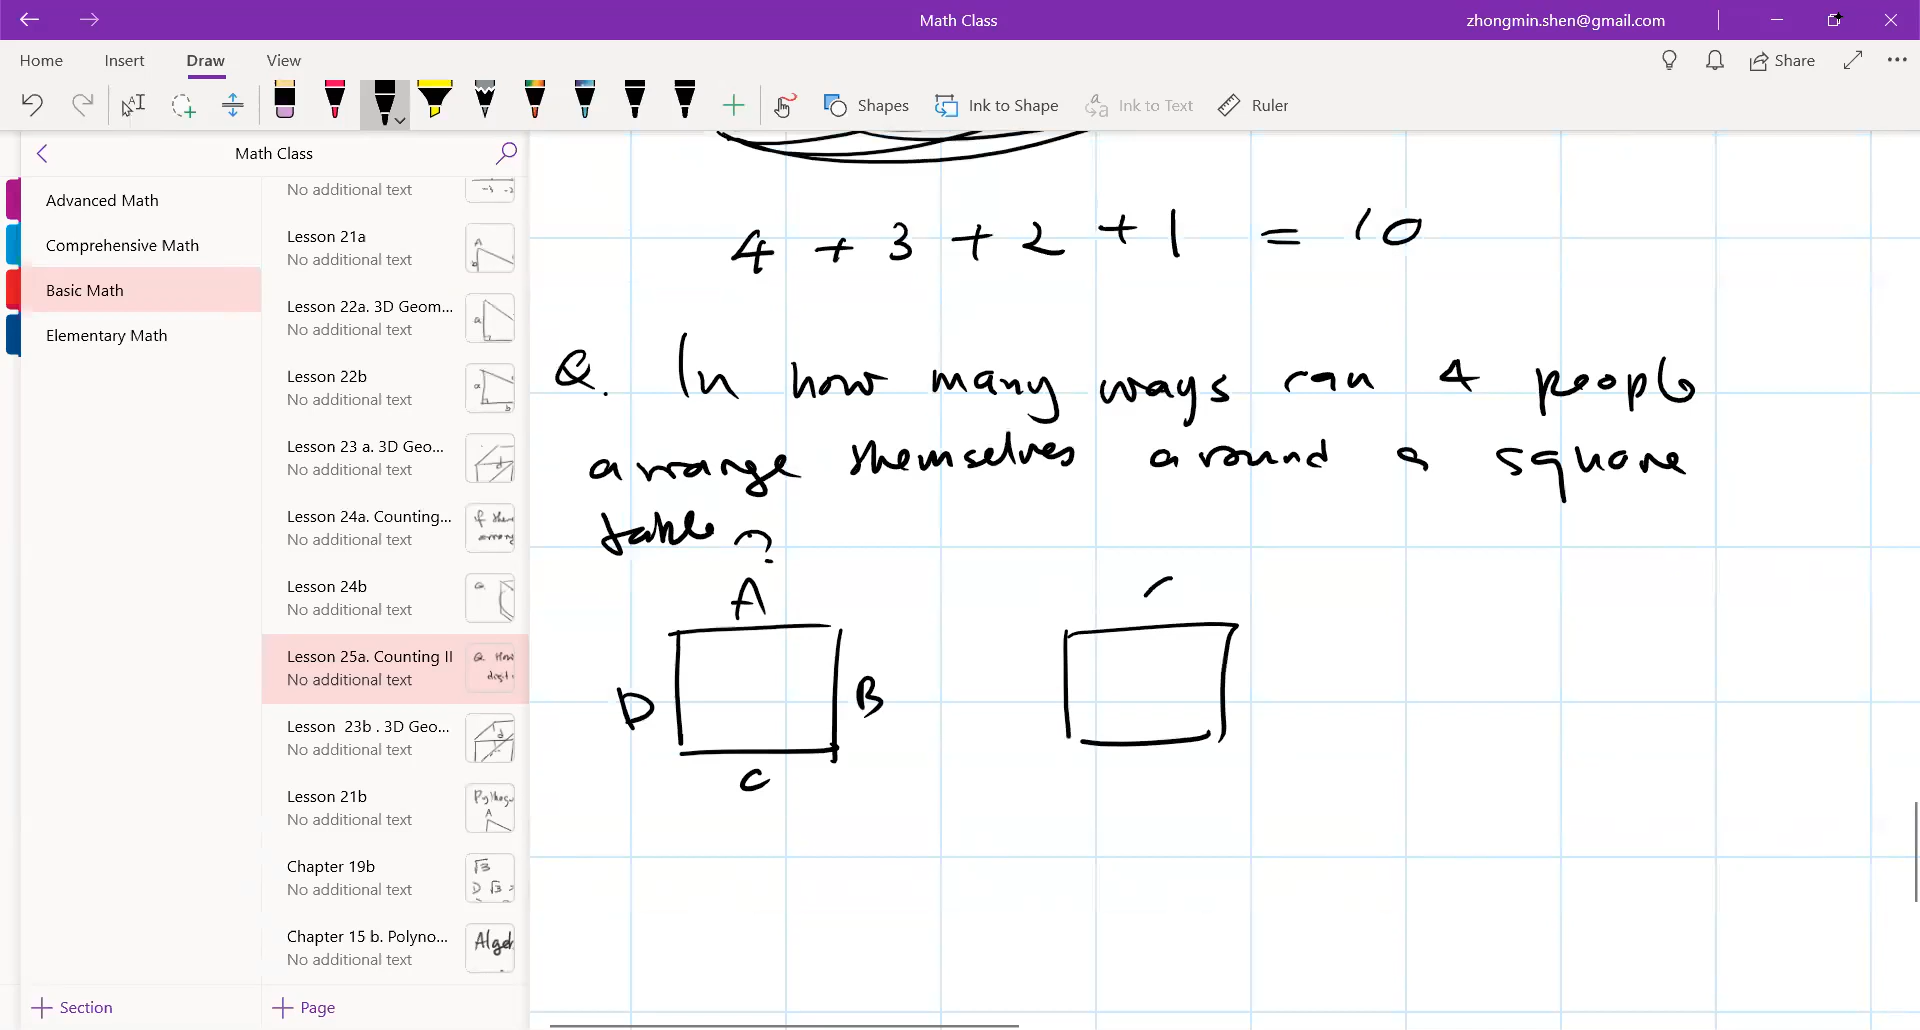 Math Class
zhongmin.shen@gmail.com
Home Insert Draw View
Share
Shapes
Ink to Shape
Ink to Text
Ruler
Math Class
Advanced Math
Comprehensive Math
Basic Math
Elementary Math
No additional text
Lesson 21a
No additional text
Lesson 22a. 3D Geom...
No additional text
Lesson 22b
No additional text
Lesson 23 a. 3D Geo...
No additional text
Lesson 24a. Counting...
No additional text
Lesson 24b
No additional text
Lesson 25a. Counting II
No additional text
Lesson 23b . 3D Geo...
No additional text
Lesson 21b
No additional text
Chapter 19b
No additional text
Chapter 15 b. Polyno...
No additional text
Section
Page
4 + 3 + 2 + 1 = 10
Q. In how many ways can 4 people
arrange themselves around a square
table ?
A
D B
C